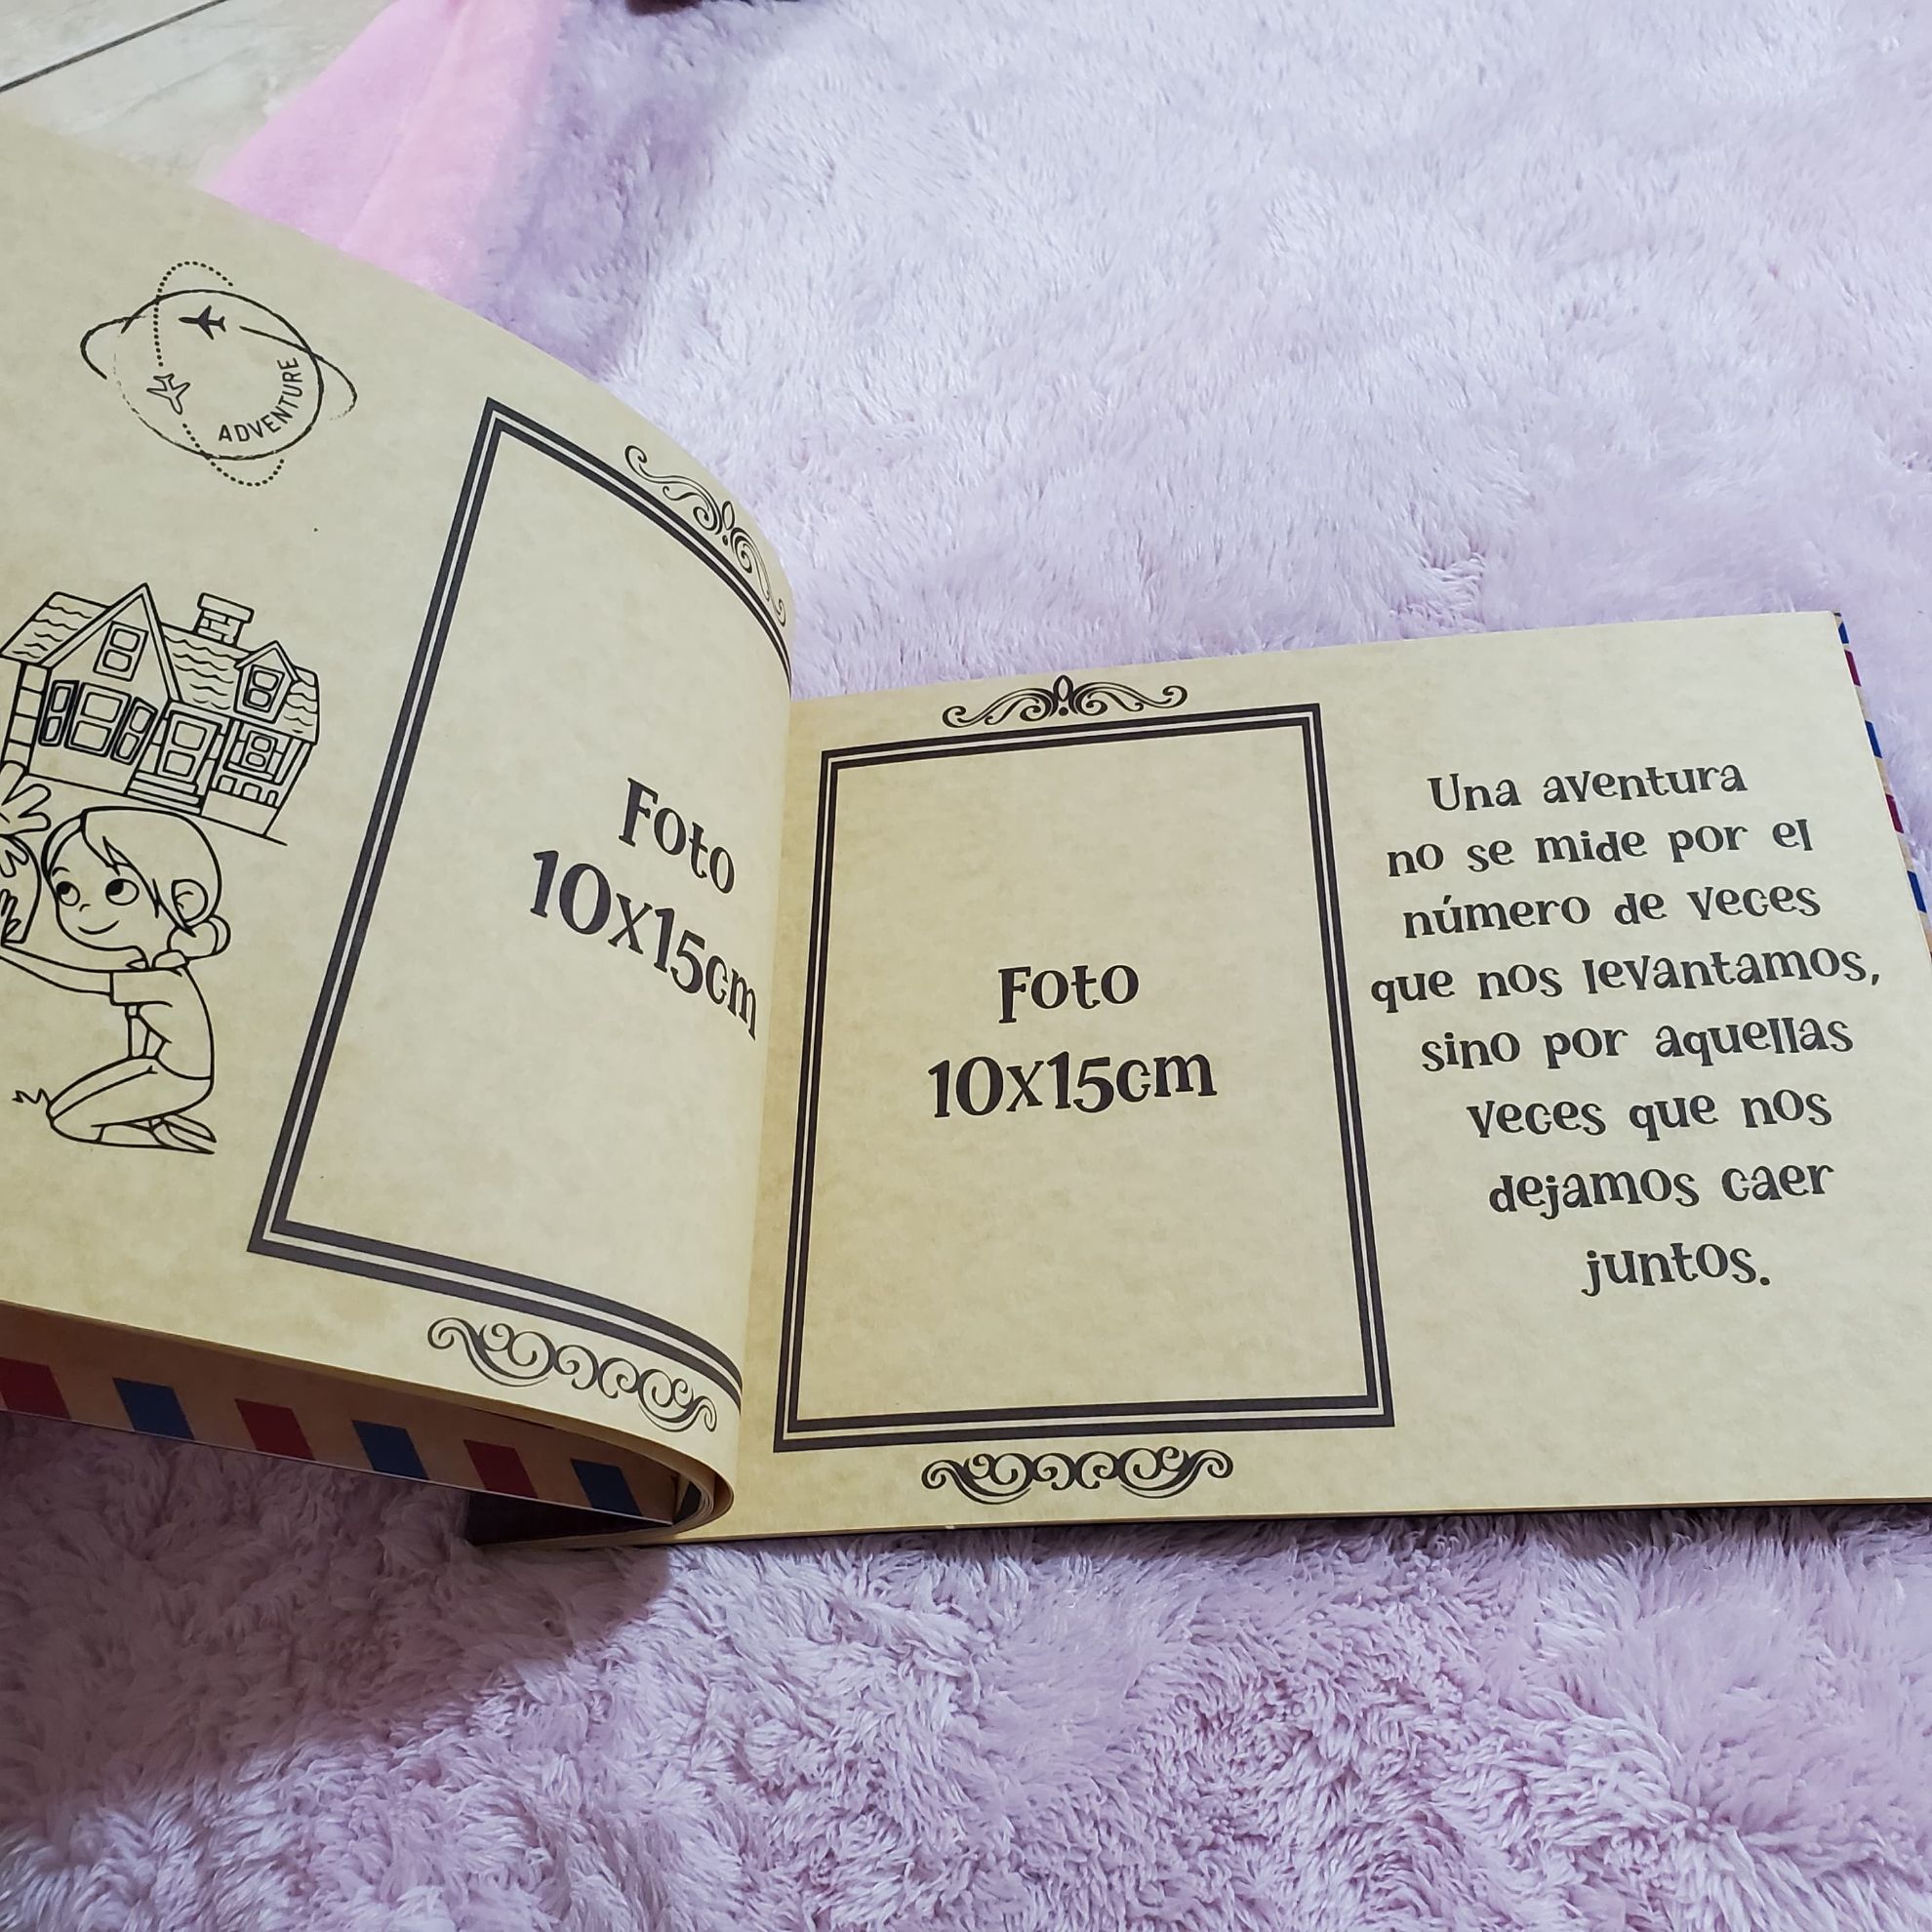 ADVENTURE
Foto
10x15cm
Foto
10x15cm
Una aventura
no se mide por el
número de veces
que nos levantamos,
sino por aquellas
veces que nos
dejamos caer
juntos.